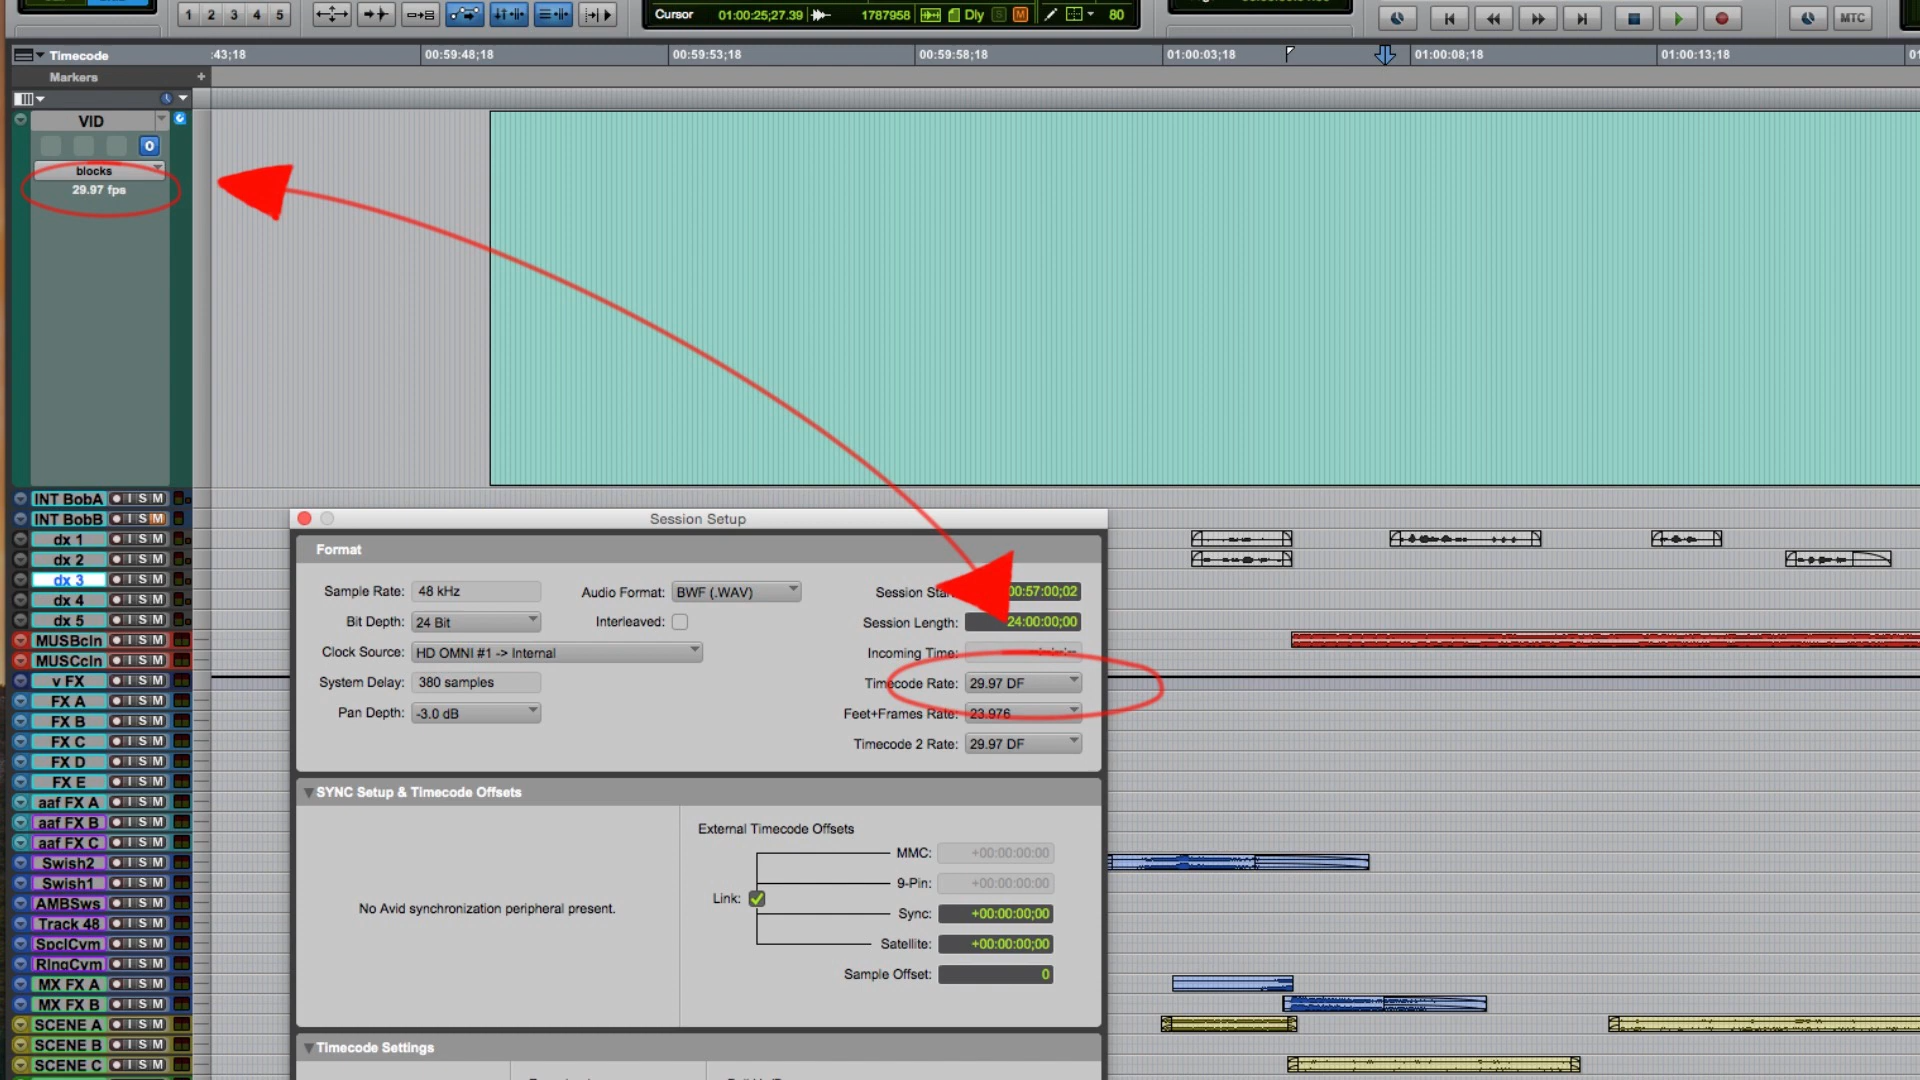 1 2 3 4 5
Cursor 01:00:25;27.39 1787958 Dly S M 80
MTC
Timecode :43;18 00:59:48;18 00:59:53;18 00:59:58;18 01:00:03;18 01:00:08;18 01:00:13;18
Markers +
VID
O
blocks
29.97 fps
INT BobA I S M
INT BobB I S M
Session Setup
dx 1 I S M
Format
dx 2 I S M
dx 3 I S M
Sample Rate: 48 kHz Audio Format: BWF (.WAV) 00:57:00;02
dx 4 I S M
dx 5 I S M
Bit Depth: 24 Bit Interleaved: Session Length: 24:00:00;00
MUSBcln I S M
Clock Source: HD OMNI #1 -> Internal Incoming Time:
MUSCcln I S M
v FX I S M
System Delay: 380 samples Timecode Rate: 29.97 DF
FX A I S M
Pan Depth: -3.0 dB Feet+Frames Rate: 23.976
FX B I S M
FX C I S M
Timecode 2 Rate: 29.97 DF
FX D I S M
FX E I S M
SYNC Setup & Timecode Offsets
aaf FX A I S M
aaf FX B I S M
External Timecode Offsets
aaf FX C I S M
MMC: +00:00:00:00
Swish2 I S M
Swish1 I S M
9-Pin: +00:00:00:00
Link:
AMBSws I S M
No Avid synchronization peripheral present.
Sync: +00:00:00;00
Track 48 I S M
SpclCym I S M
Satellite: +00:00:00;00
RingCym I S M
Sample Offset: 0
MX FX A I S M
MX FX B I S M
SCENE A I S M
SCENE B I S M
Timecode Settings
SCENE C I S M